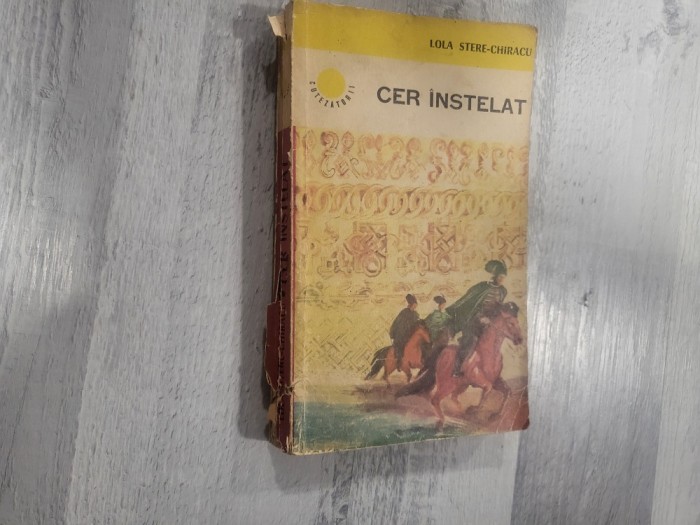 LOLA STERE-CHIRACU
CUTEZĂTORII
CER ÎNSTELAT